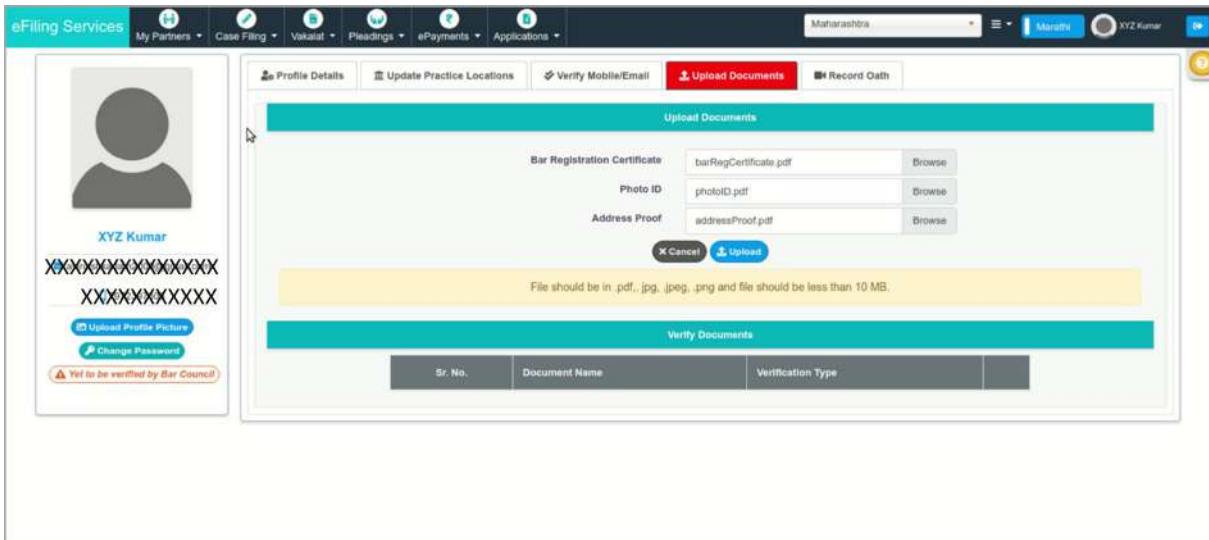 eFiling Services
My Partners
Case Filing
Vakalat
Pleadings
ePayments
Applications
Maharashtra
Marathi
XYZ Kumar
Profile Details
Update Practice Locations
Verify Mobile/Email
Upload Documents
Record Oath
XYZ Kumar
XXXXXXXXXX
Upload Profile Picture
Change Password
Yet to be verified by Bar Council
Upload Documents
Bar Registration Certificate
barRegCertificate.pdf
Browse
Photo ID
photoID.pdf
Browse
Address Proof
addressProof.pdf
Browse
Cancel
Upload
File should be in .pdf,. jpg, .jpeg, .png and file should be less than 10 MB.
Verify Documents
Sr. No.
Document Name
Verification Type